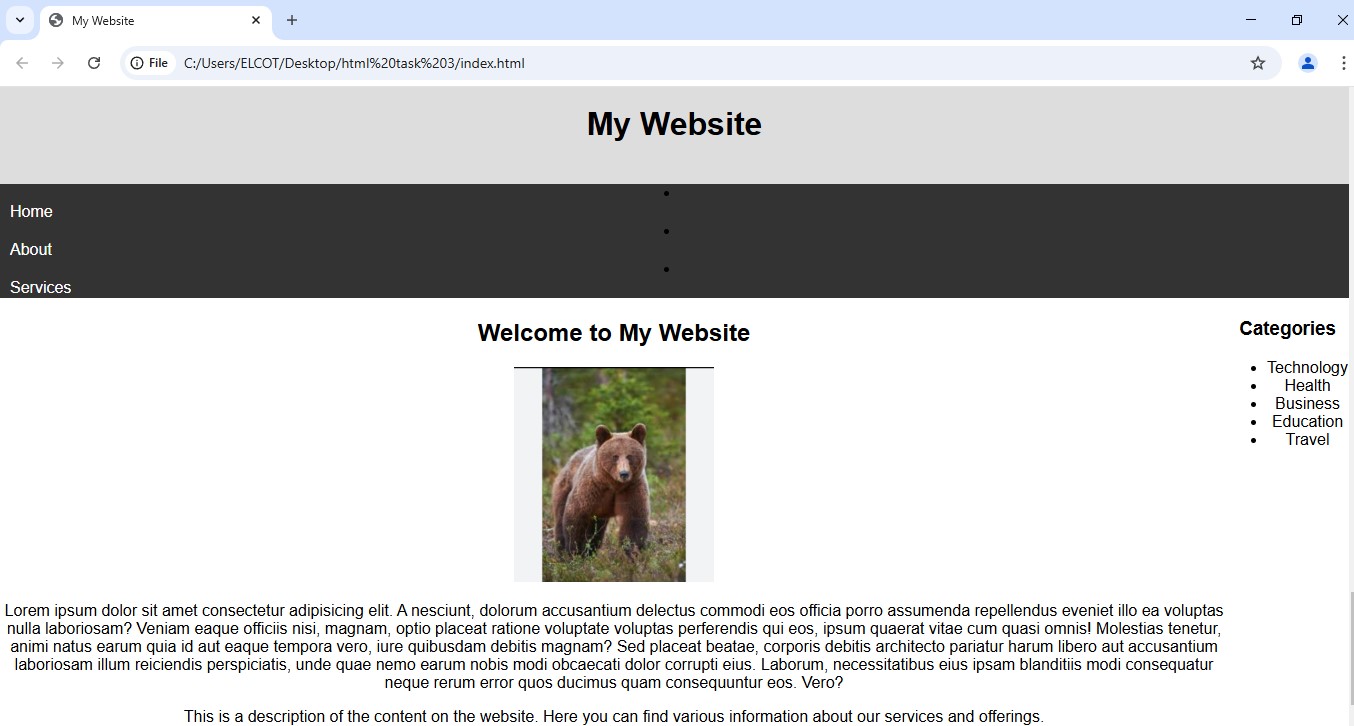 My Website
File
C:/Users/ELCOT/Desktop/html%20task%203/index.html
My Website
Home
About
Services
Welcome to My Website
Lorem ipsum dolor sit amet consectetur adipisicing elit. A nesciunt, dolorum accusantium delectus commodi eos officia porro assumenda repellendus eveniet illo ea voluptas
nulla laboriosam? Veniam eaque officiis nisi, magnam, optio placeat ratione voluptate voluptas perferendis qui eos, ipsum quaerat vitae cum quasi omnis! Molestias tenetur,
animi natus earum quia id aut eaque tempora vero, iure quibusdam debitis magnam? Sed placeat beatae, corporis debitis architecto pariatur harum libero aut accusantium
laboriosam illum reiciendis perspiciatis, unde quae nemo earum nobis modi obcaecati dolor corrupti eius. Laborum, necessitatibus eius ipsam blanditiis modi consequatur
neque rerum error quos ducimus quam consequuntur eos. Vero?
This is a description of the content on the website. Here you can find various information about our services and offerings.
Categories
Technology
Health
Business
Education
Travel